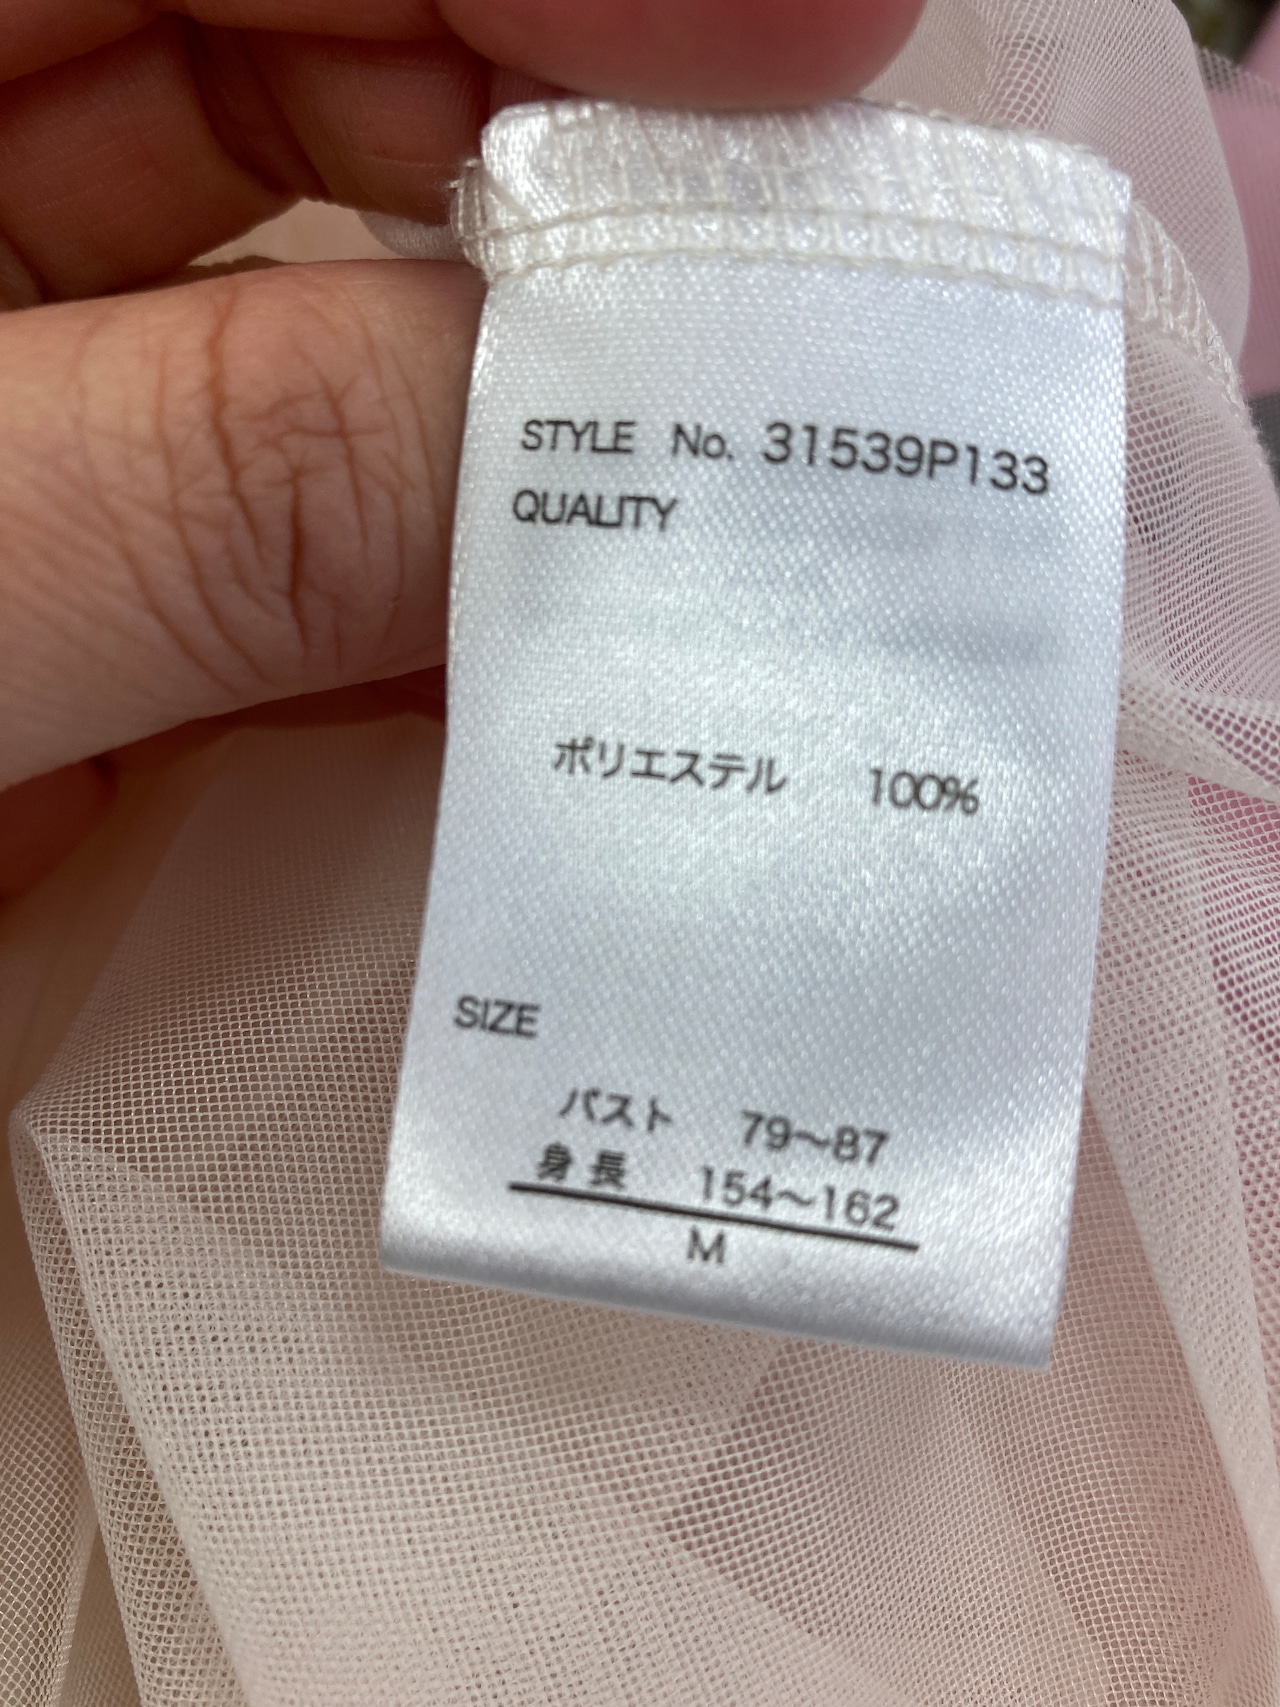 STYLE No. 31539P133
QUALITY
ポリエステル 100%
SIZE
バスト 79〜87
身長 154〜162
M